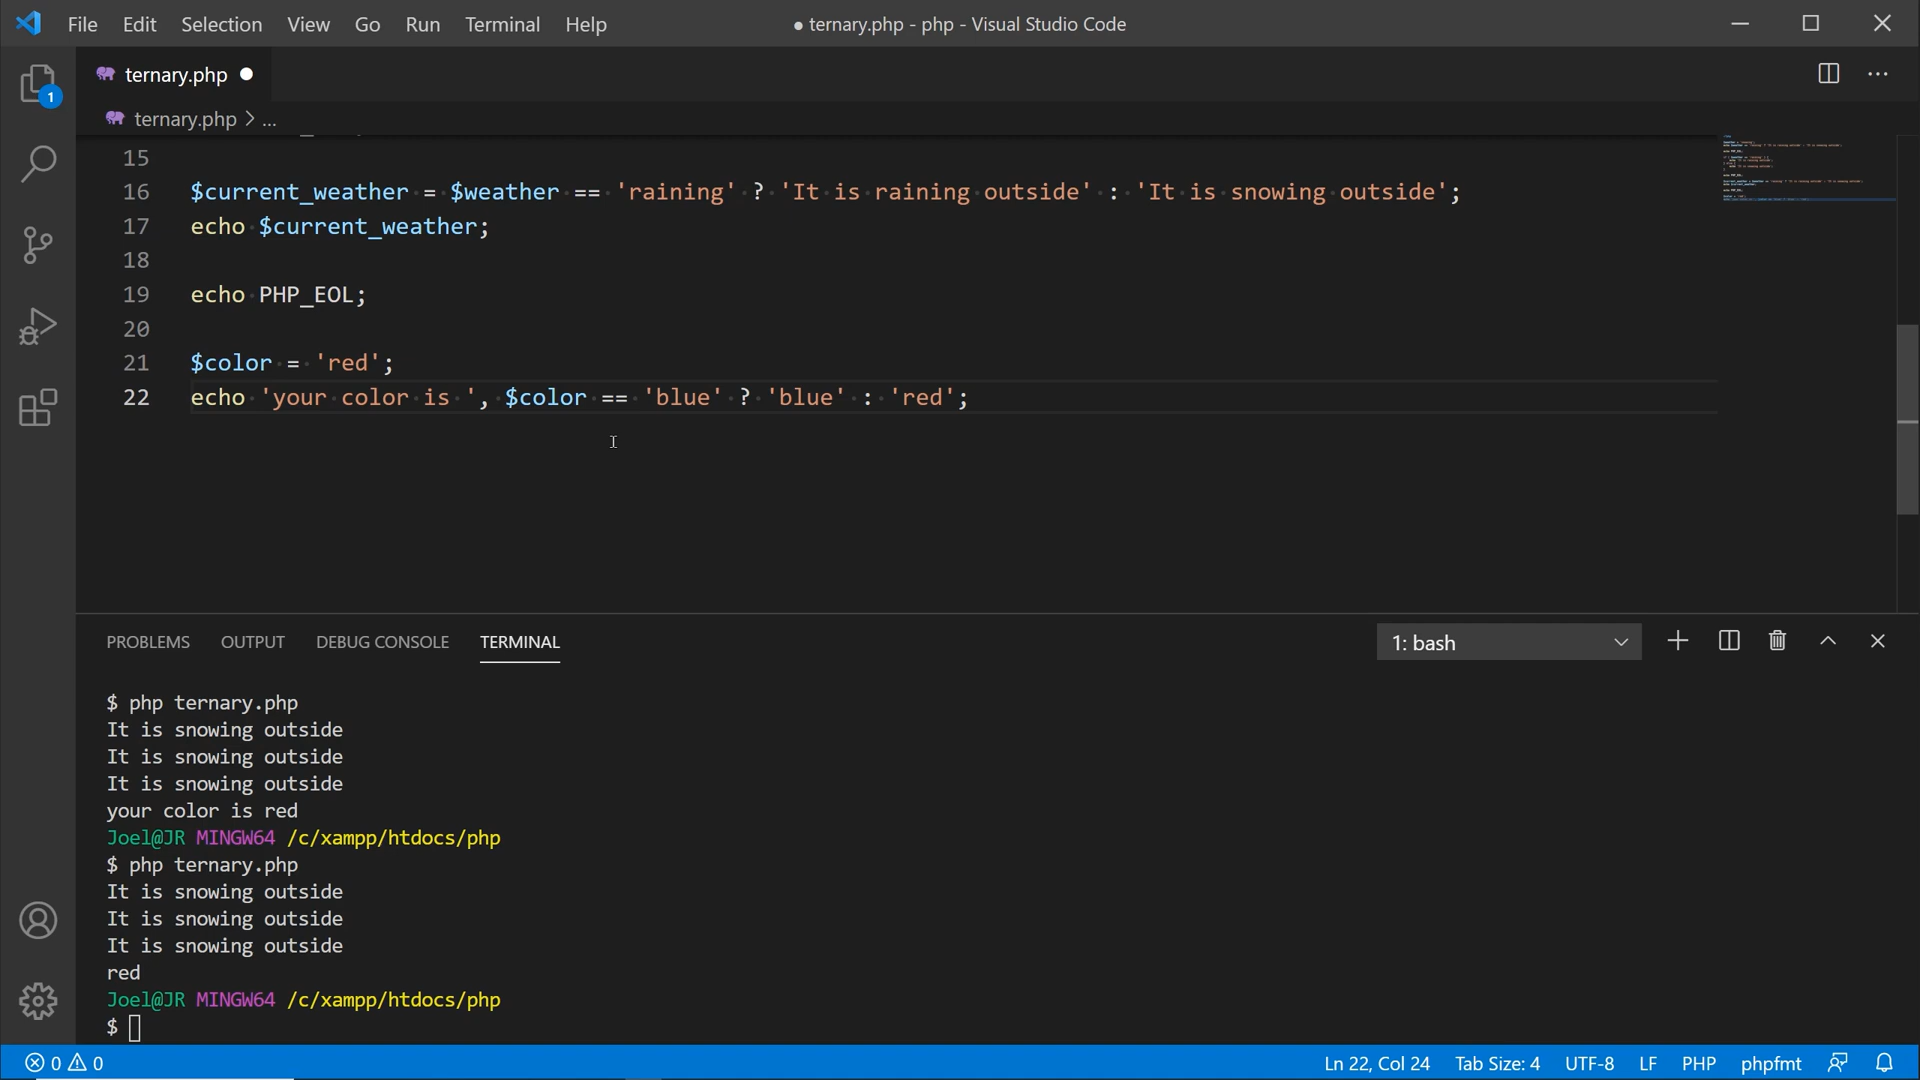 File Edit Selection View Go Run Terminal Help ● ternary.php - php - Visual Studio Code
ternary.php ●
1
ternary.php > ...
15
16 $current_weather = $weather == 'raining' ? 'It is raining outside' : 'It is snowing outside';
17 echo $current_weather;
18
19 echo PHP_EOL;
20
21 $color = 'red';
22 echo 'your color is ', $color == 'blue' ? 'blue' : 'red';
PROBLEMS OUTPUT DEBUG CONSOLE TERMINAL 1: bash
$ php ternary.php
It is snowing outside
It is snowing outside
It is snowing outside
your color is red
Joel@JR MINGW64 /c/xampp/htdocs/php
$ php ternary.php
It is snowing outside
It is snowing outside
It is snowing outside
red
Joel@JR MINGW64 /c/xampp/htdocs/php
$
0 0 Ln 22, Col 24 Tab Size: 4 UTF-8 LF PHP phpfmt